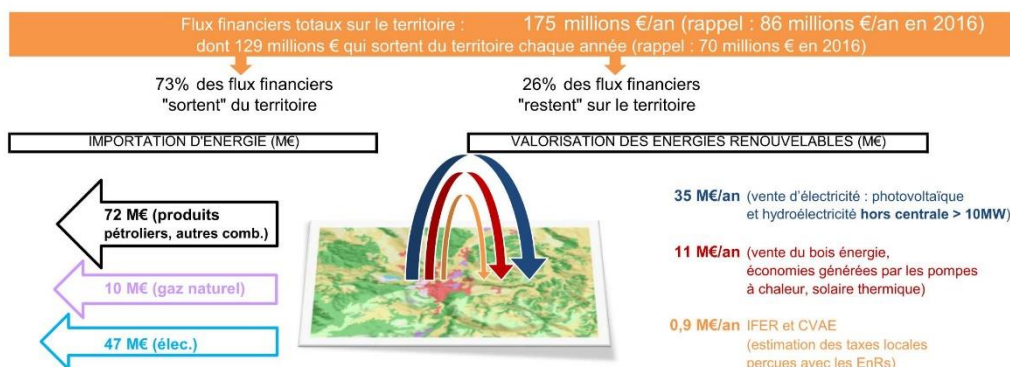 Flux financiers totaux sur le territoire : 175 millions €/an (rappel : 86 millions €/an en 2016)
dont 129 millions € qui sortent du territoire chaque année (rappel : 70 millions € en 2016)
73% des flux financiers
"sortent" du territoire
26% des flux financiers
"restent" sur le territoire
IMPORTATION D'ENERGIE (M€)
VALORISATION DES ENERGIES RENOUVELABLES (M€)
72 M€ (produits
pétroliers, autres comb.)
10 M€ (gaz naturel)
47 M€ (élec.)
35 M€/an (vente d'électricité : photovoltaïque
et hydroélectricité hors centrale > 10MW)
11 M€/an (vente du bois énergie,
économies générées par les pompes
à chaleur, solaire thermique)
0,9 M€/an IFER et CVAE
(estimation des taxes locales
perçues avec les EnRs)